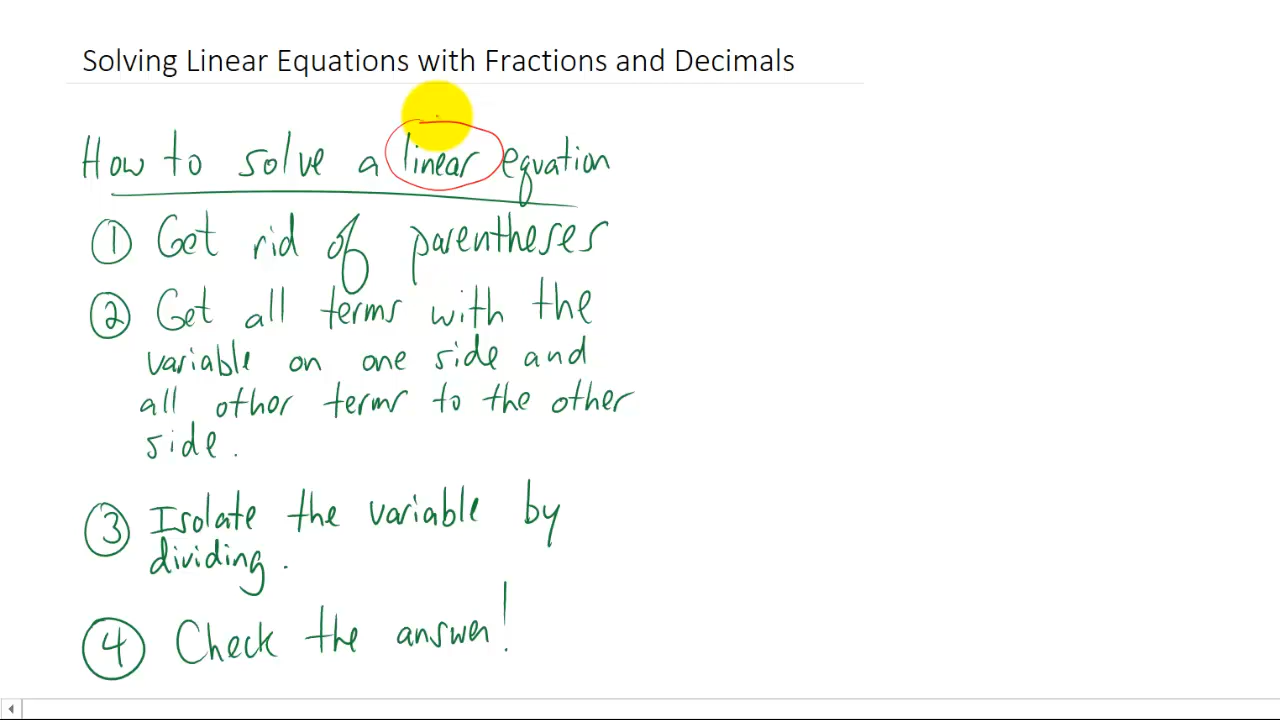 Solving Linear Equations with Fractions and Decimals
How to solve a linear equation
① Get rid of parentheses
② Get all terms with the
variable on one side and
all other terms to the other
side.
③ Isolate the variable by
dividing.
④ Check the answer!